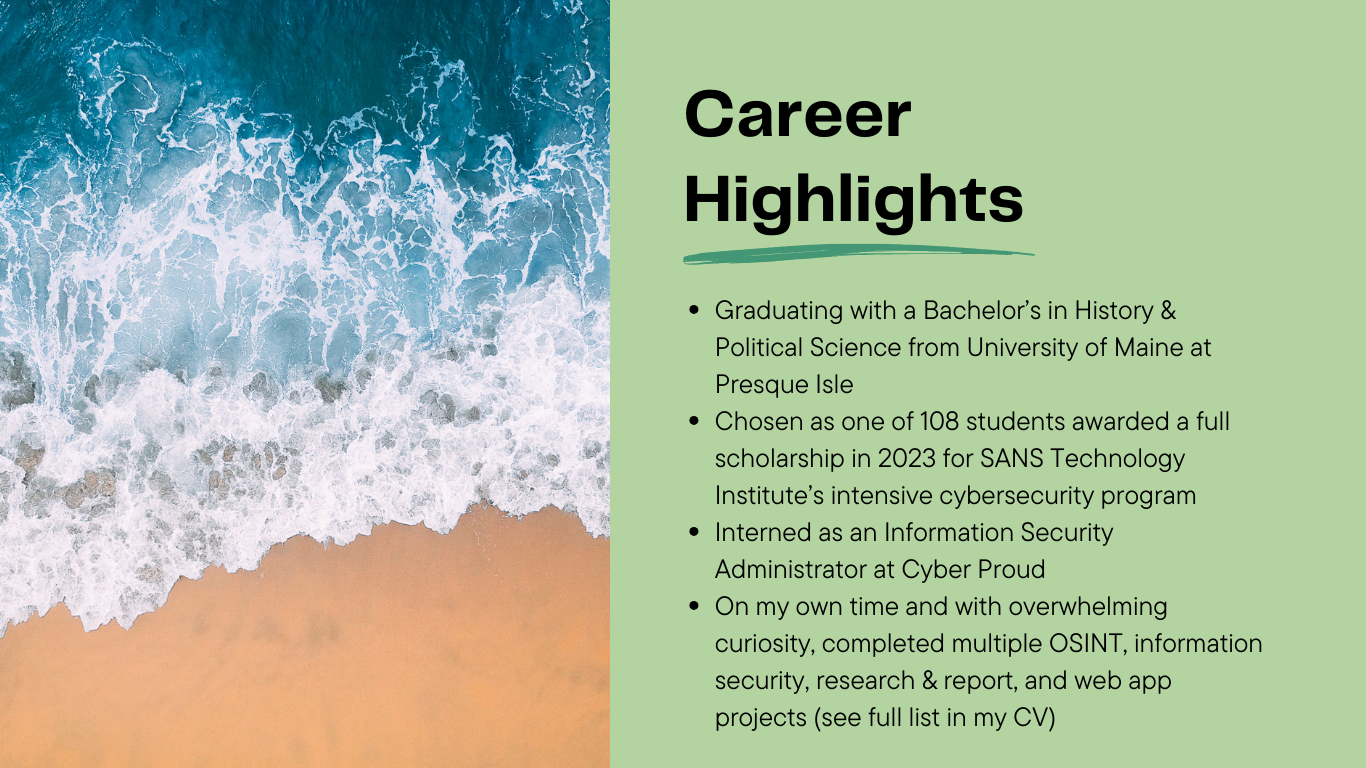 Career
Highlights
• Graduating with a Bachelor’s in History &
Political Science from University of Maine at
Presque Isle
• Chosen as one of 108 students awarded a full
scholarship in 2023 for SANS Technology
Institute’s intensive cybersecurity program
• Interned as an Information Security
Administrator at Cyber Proud
• On my own time and with overwhelming
curiosity, completed multiple OSINT, information
security, research & report, and web app
projects (see full list in my CV)